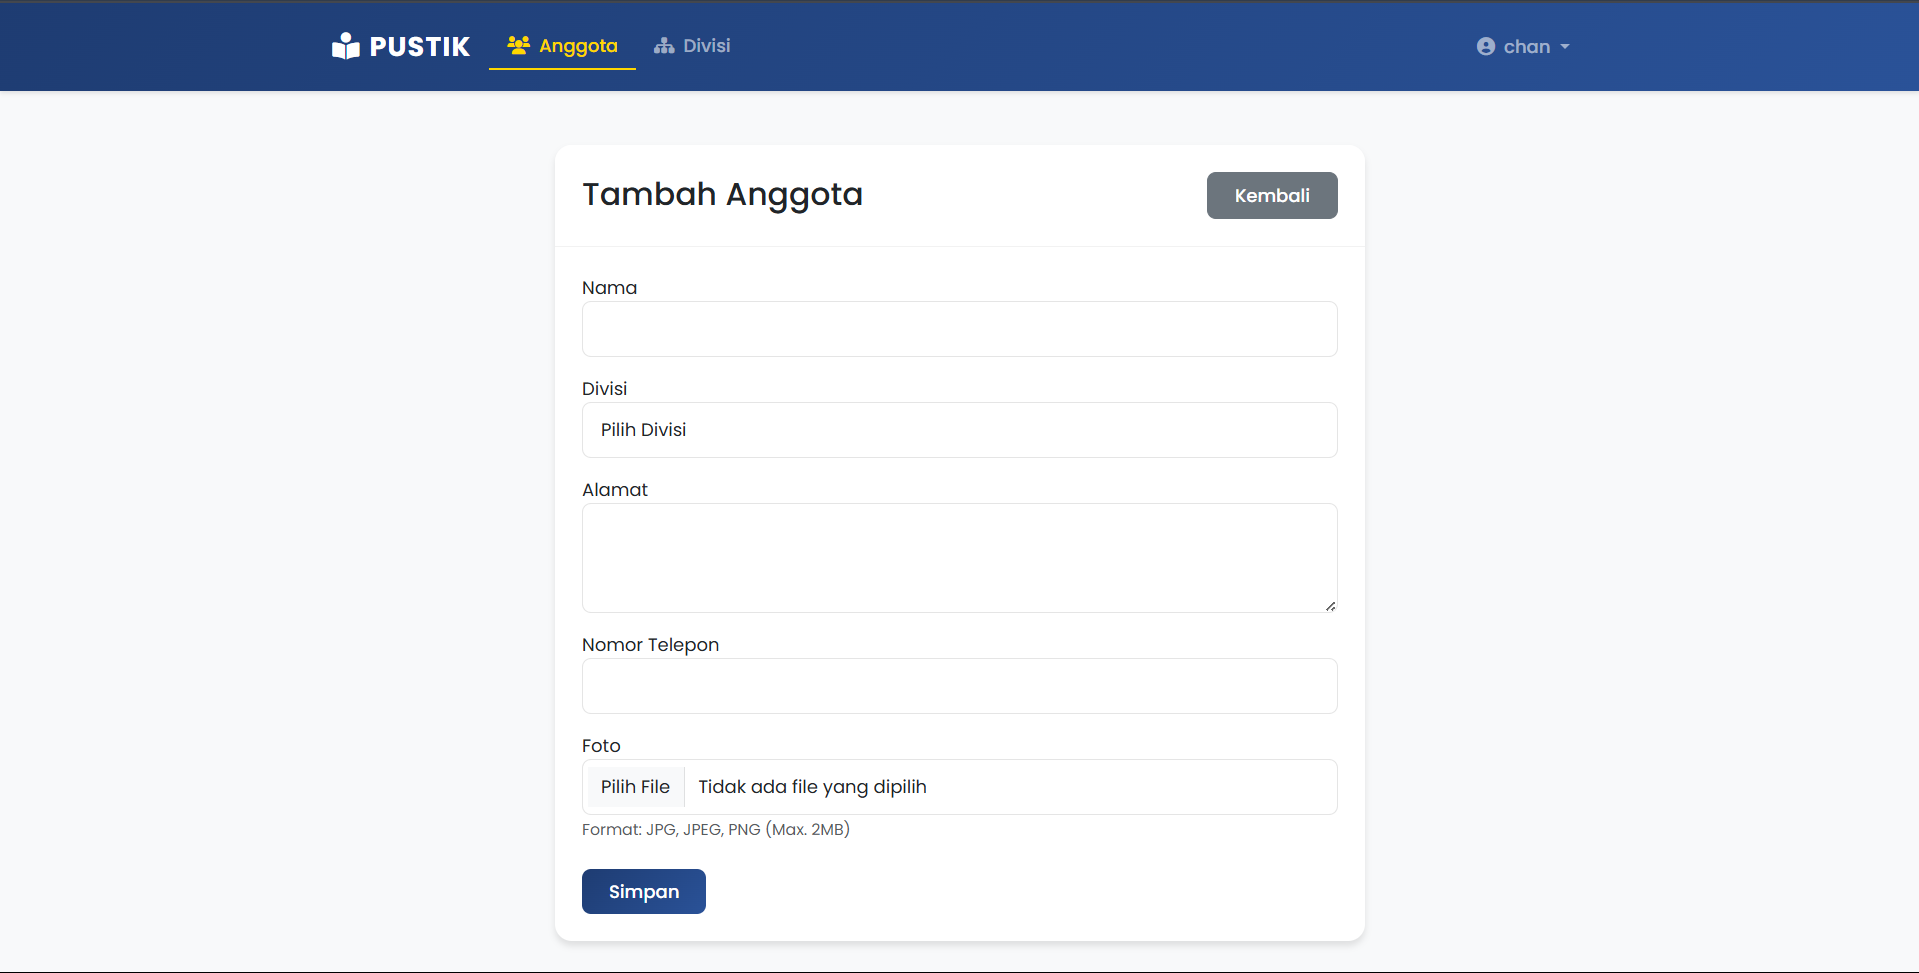 PUSTIK
Anggota
Divisi
chan
Tambah Anggota
Kembali
Nama
Divisi
Pilih Divisi
Alamat
Nomor Telepon
Foto
Pilih File Tidak ada file yang dipilih
Format: JPG, JPEG, PNG (Max. 2MB)
Simpan